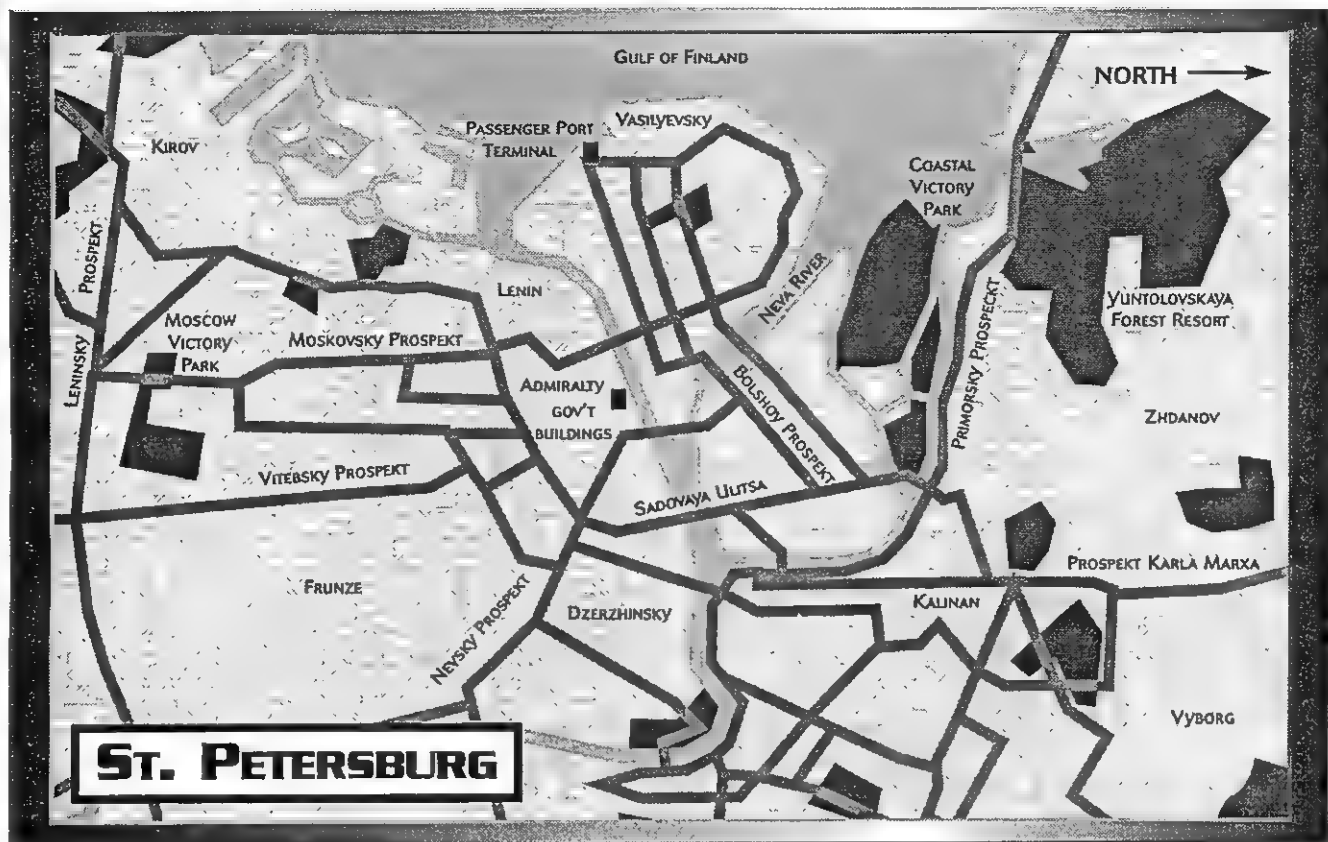 GULF OF FINLAND
NORTH
PASSENGER PORT
TERMINAL
VASILYEVSKY
KIROV
COASTAL
VICTORY
PARK
PROSPEKT
LENINSKY
LENIN
NEVA RIVER
YUNTOLOVSKAYA
FOREST RESORT
MOSCOW
VICTORY
PARK
MOSKOVSKY PROSPEKT
ADMIRALTY
GOV'T
BUILDINGS
BOLSHOY PROSPEKT
PRIMORSKY PROSPECKT
ZHDANOV
VITEBSKY PROSPEKT
SADOVAYA ULITSA
FRUNZE
NEVSKY PROSPEKT
DZERZHINSKY
KALINAN
PROSPEKT KARLA MARXA
VYBORG
ST. PETERSBURG